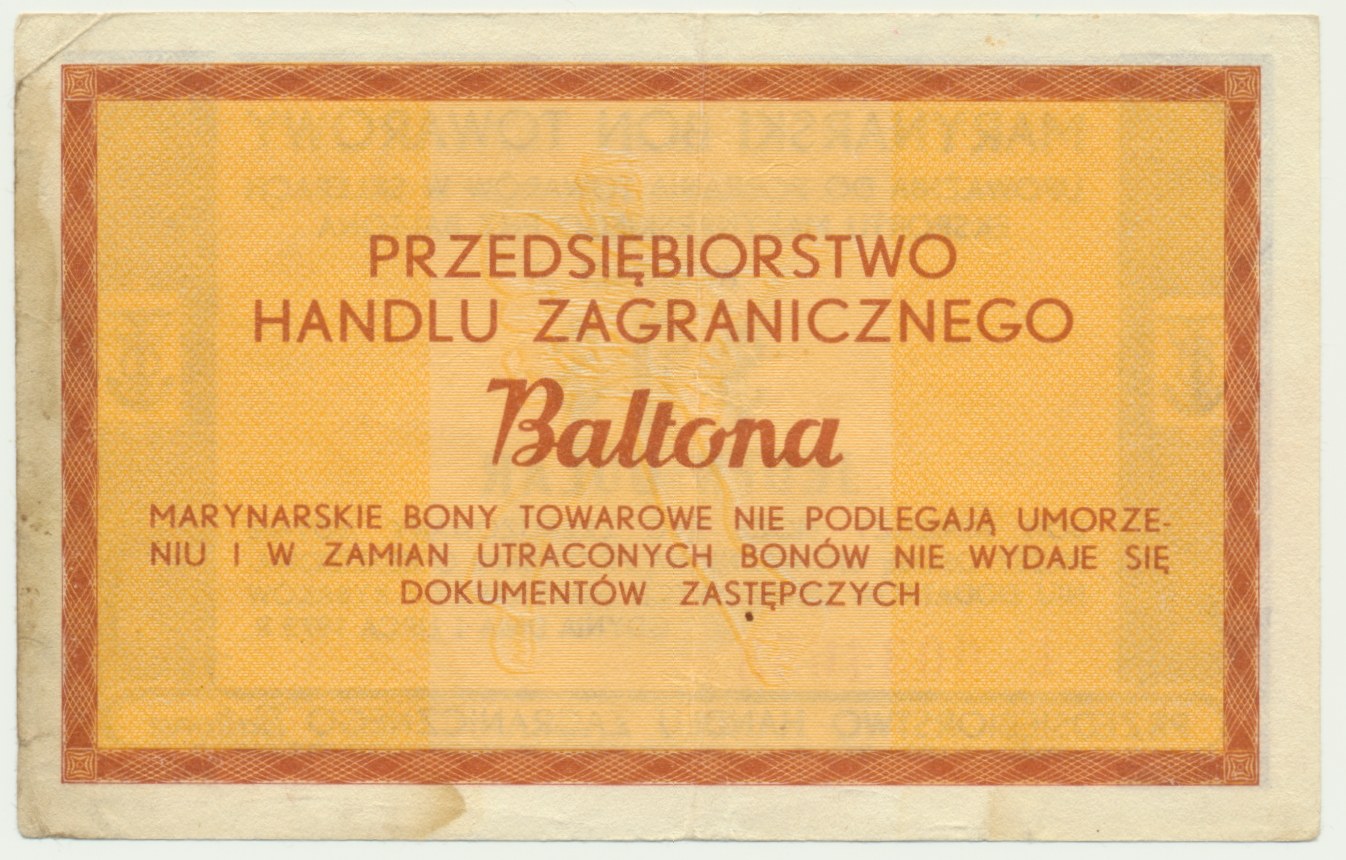 PRZEDSIĘBIORSTWO
HANDLU ZAGRANICZNEGO
Baltona
MARYNARSKIE BONY TOWAROWE NIE PODLEGAJĄ UMORZE-
NIU I W ZAMIAN UTRACONYCH BONÓW NIE WYDAJE SIĘ
DOKUMENTÓW ZASTĘPCZYCH